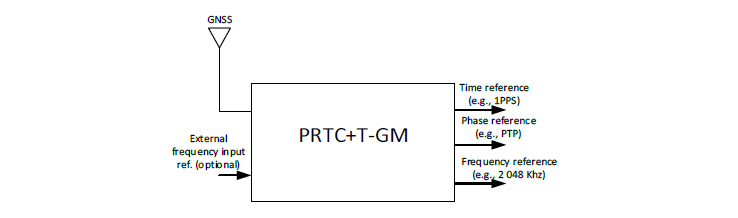 GNSS
Time reference
(e.g., 1PPS)
PRTC+T-GM
Phase reference
(e.g., PTP)
External
frequency input
ref. (optional)
Frequency reference
(e.g., 2 048 Khz)